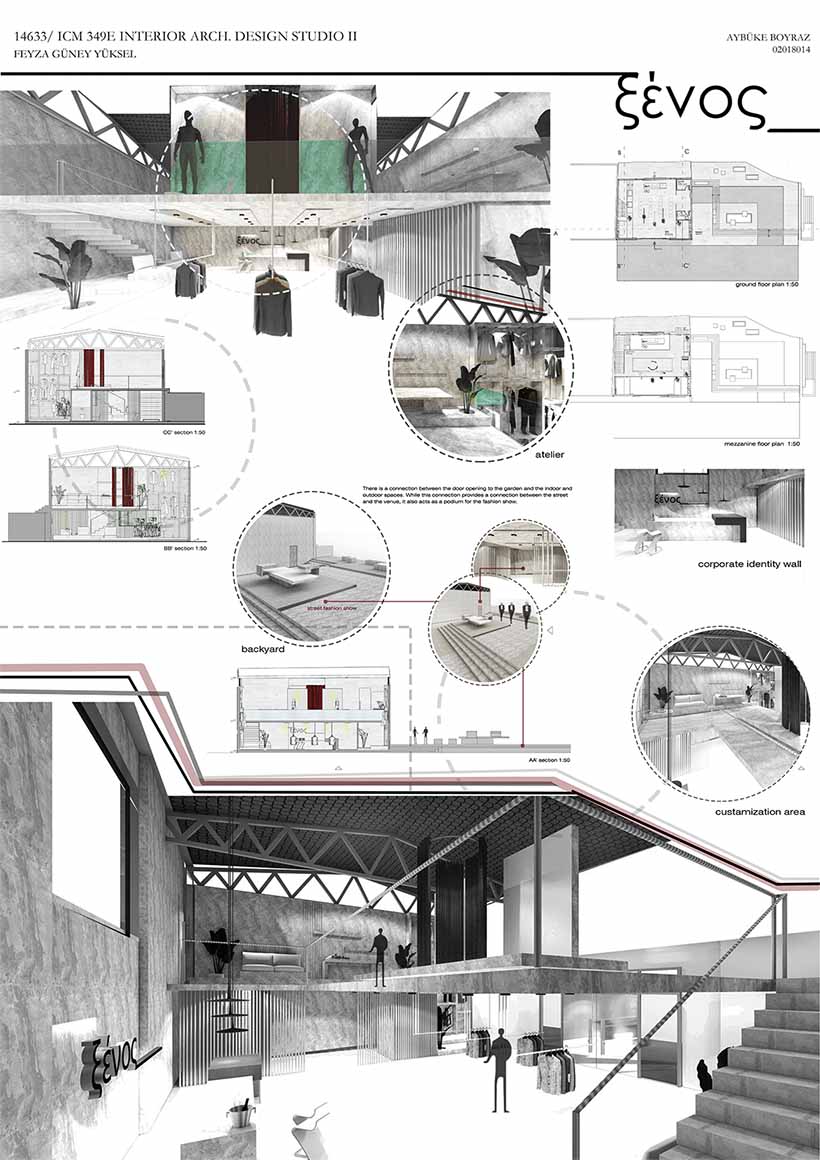 14633/ ICM 349E INTERIOR ARCH. DESIGN STUDIO II
FEYZA GÜNEY YÜKSEL
AYBÜKE BOYRAZ
02018014
ξένος_
B C
A
B' C'
ground floor plan 1:50
ξένος
CC' section 1:50
atelier
mezzanine floor plan 1:50
BB' section 1:50
There is a connection between the door opening to the garden and the indoor and
outdoor spaces. While this connection provides a connection between the street
and the venue, it also acts as a podium for the fashion show.
ξένος
corporate identity wall
street fashion show
backyard
ξένος
AA' section 1:50
custamization area
ξένος_